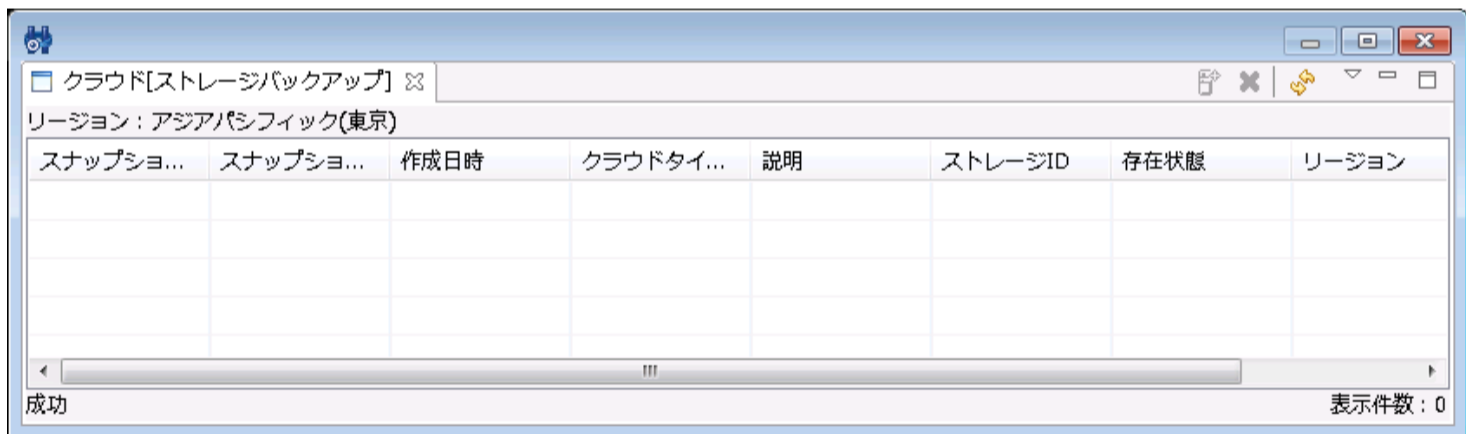 クラウド[ストレージバックアップ]
リージョン：アジアパシフィック(東京)
スナップショ... スナップショ... 作成日時 クラウドタイ... 説明 ストレージID 存在状態 リージョン
成功 表示件数：0